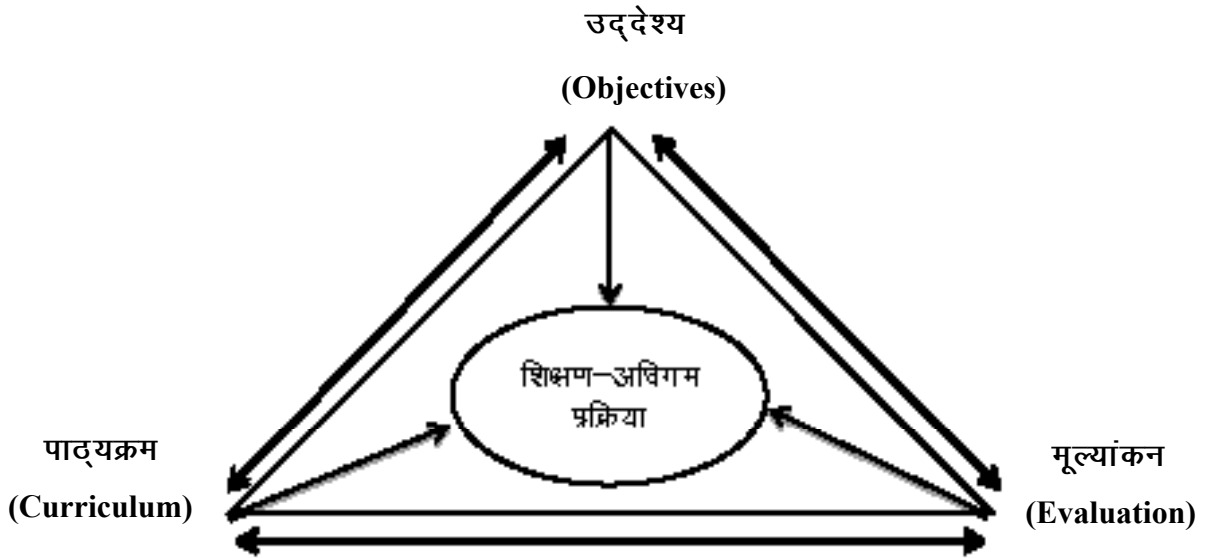 उद्देश्य
(Objectives)
शिक्षण–अधिगम
प्रक्रिया
पाठ्यक्रम
(Curriculum)
मूल्यांकन
(Evaluation)